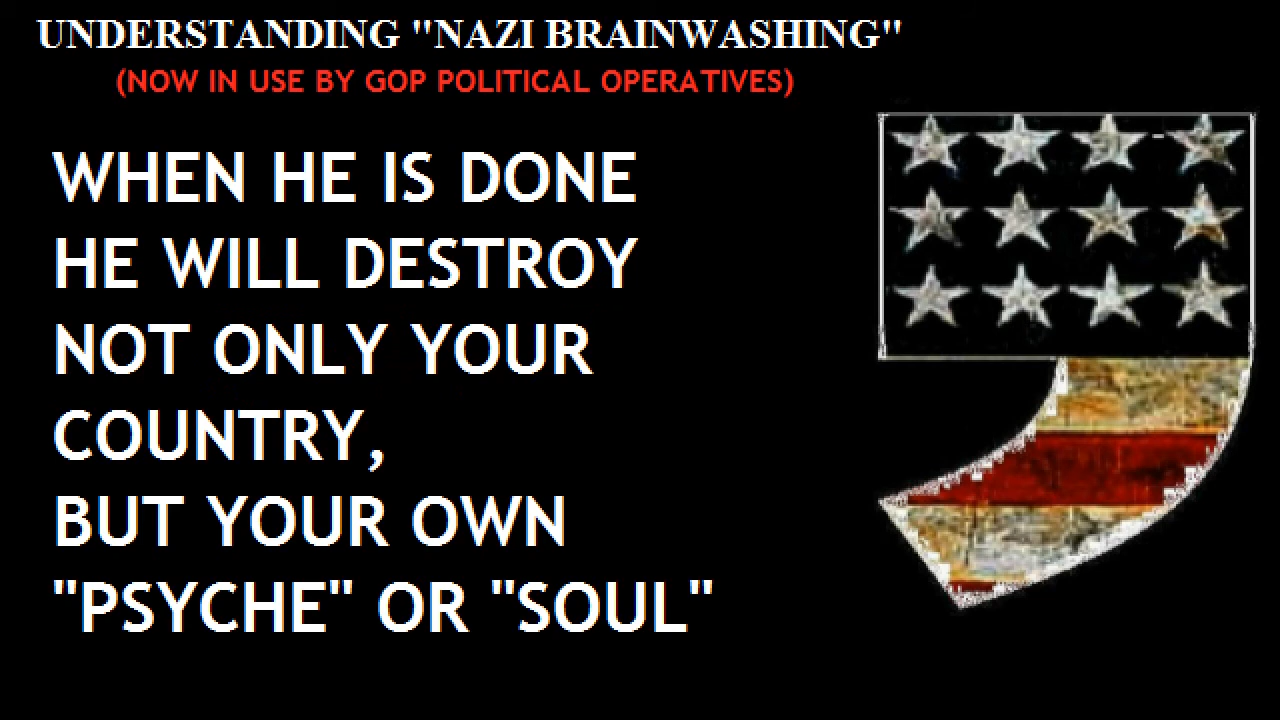 UNDERSTANDING "NAZI BRAINWASHING"
(NOW IN USE BY GOP POLITICAL OPERATIVES)
WHEN HE IS DONE
HE WILL DESTROY
NOT ONLY YOUR
COUNTRY,
BUT YOUR OWN
"PSYCHE" OR "SOUL"